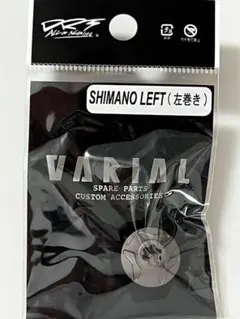 DRT
SHIMANO LEFT(左巻き)
VARIAL
SPARE PARTS
CUSTOM ACCESSORIES